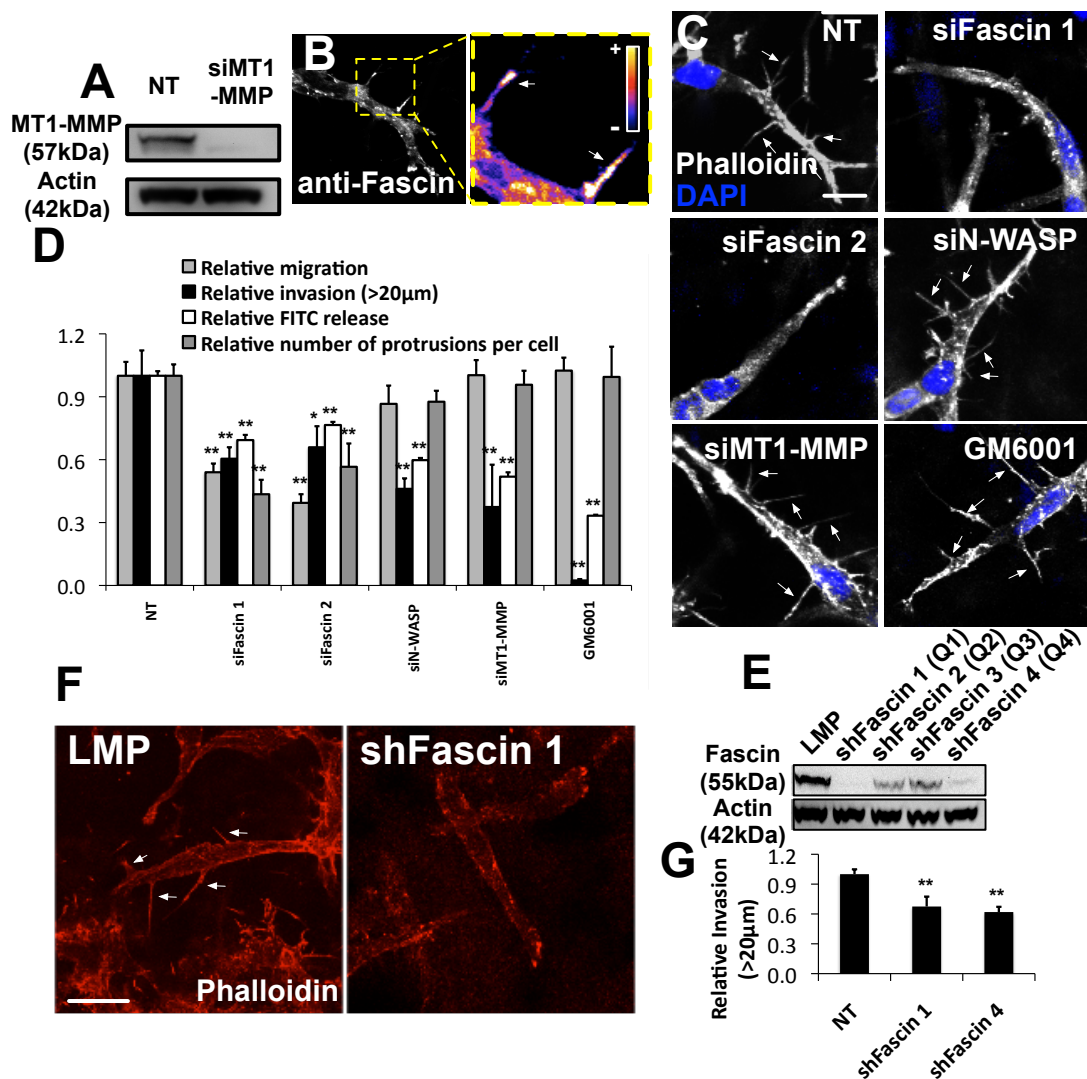 A
NT
siMT1
-MMP
MT1-MMP
(57kDa)
Actin
(42kDa)
B
anti-Fascin
+
-
C
NT
Phalloidin
DAPI
siFascin 1
siFascin 2
siN-WASP
siMT1-MMP
GM6001
D
Relative migration
Relative invasion (>20μm)
Relative FITC release
Relative number of protrusions per cell
1.2
0.9
0.6
0.3
0.0
** ** ** **
** * ** **
** **
** **
** **
NT
siFascin 1
siFascin 2
siN-WASP
siMT1-MMP
GM6001
E
LMP
shFascin 1 (Q1)
shFascin 2 (Q2)
shFascin 3 (Q3)
shFascin 4 (Q4)
Fascin
(55kDa)
Actin
(42kDa)
F
LMP
Phalloidin
shFascin 1
G
Relative Invasion
(>20μm)
1.2
0.9
0.6
0.3
0.0
**
**
NT
shFascin 1
shFascin 4